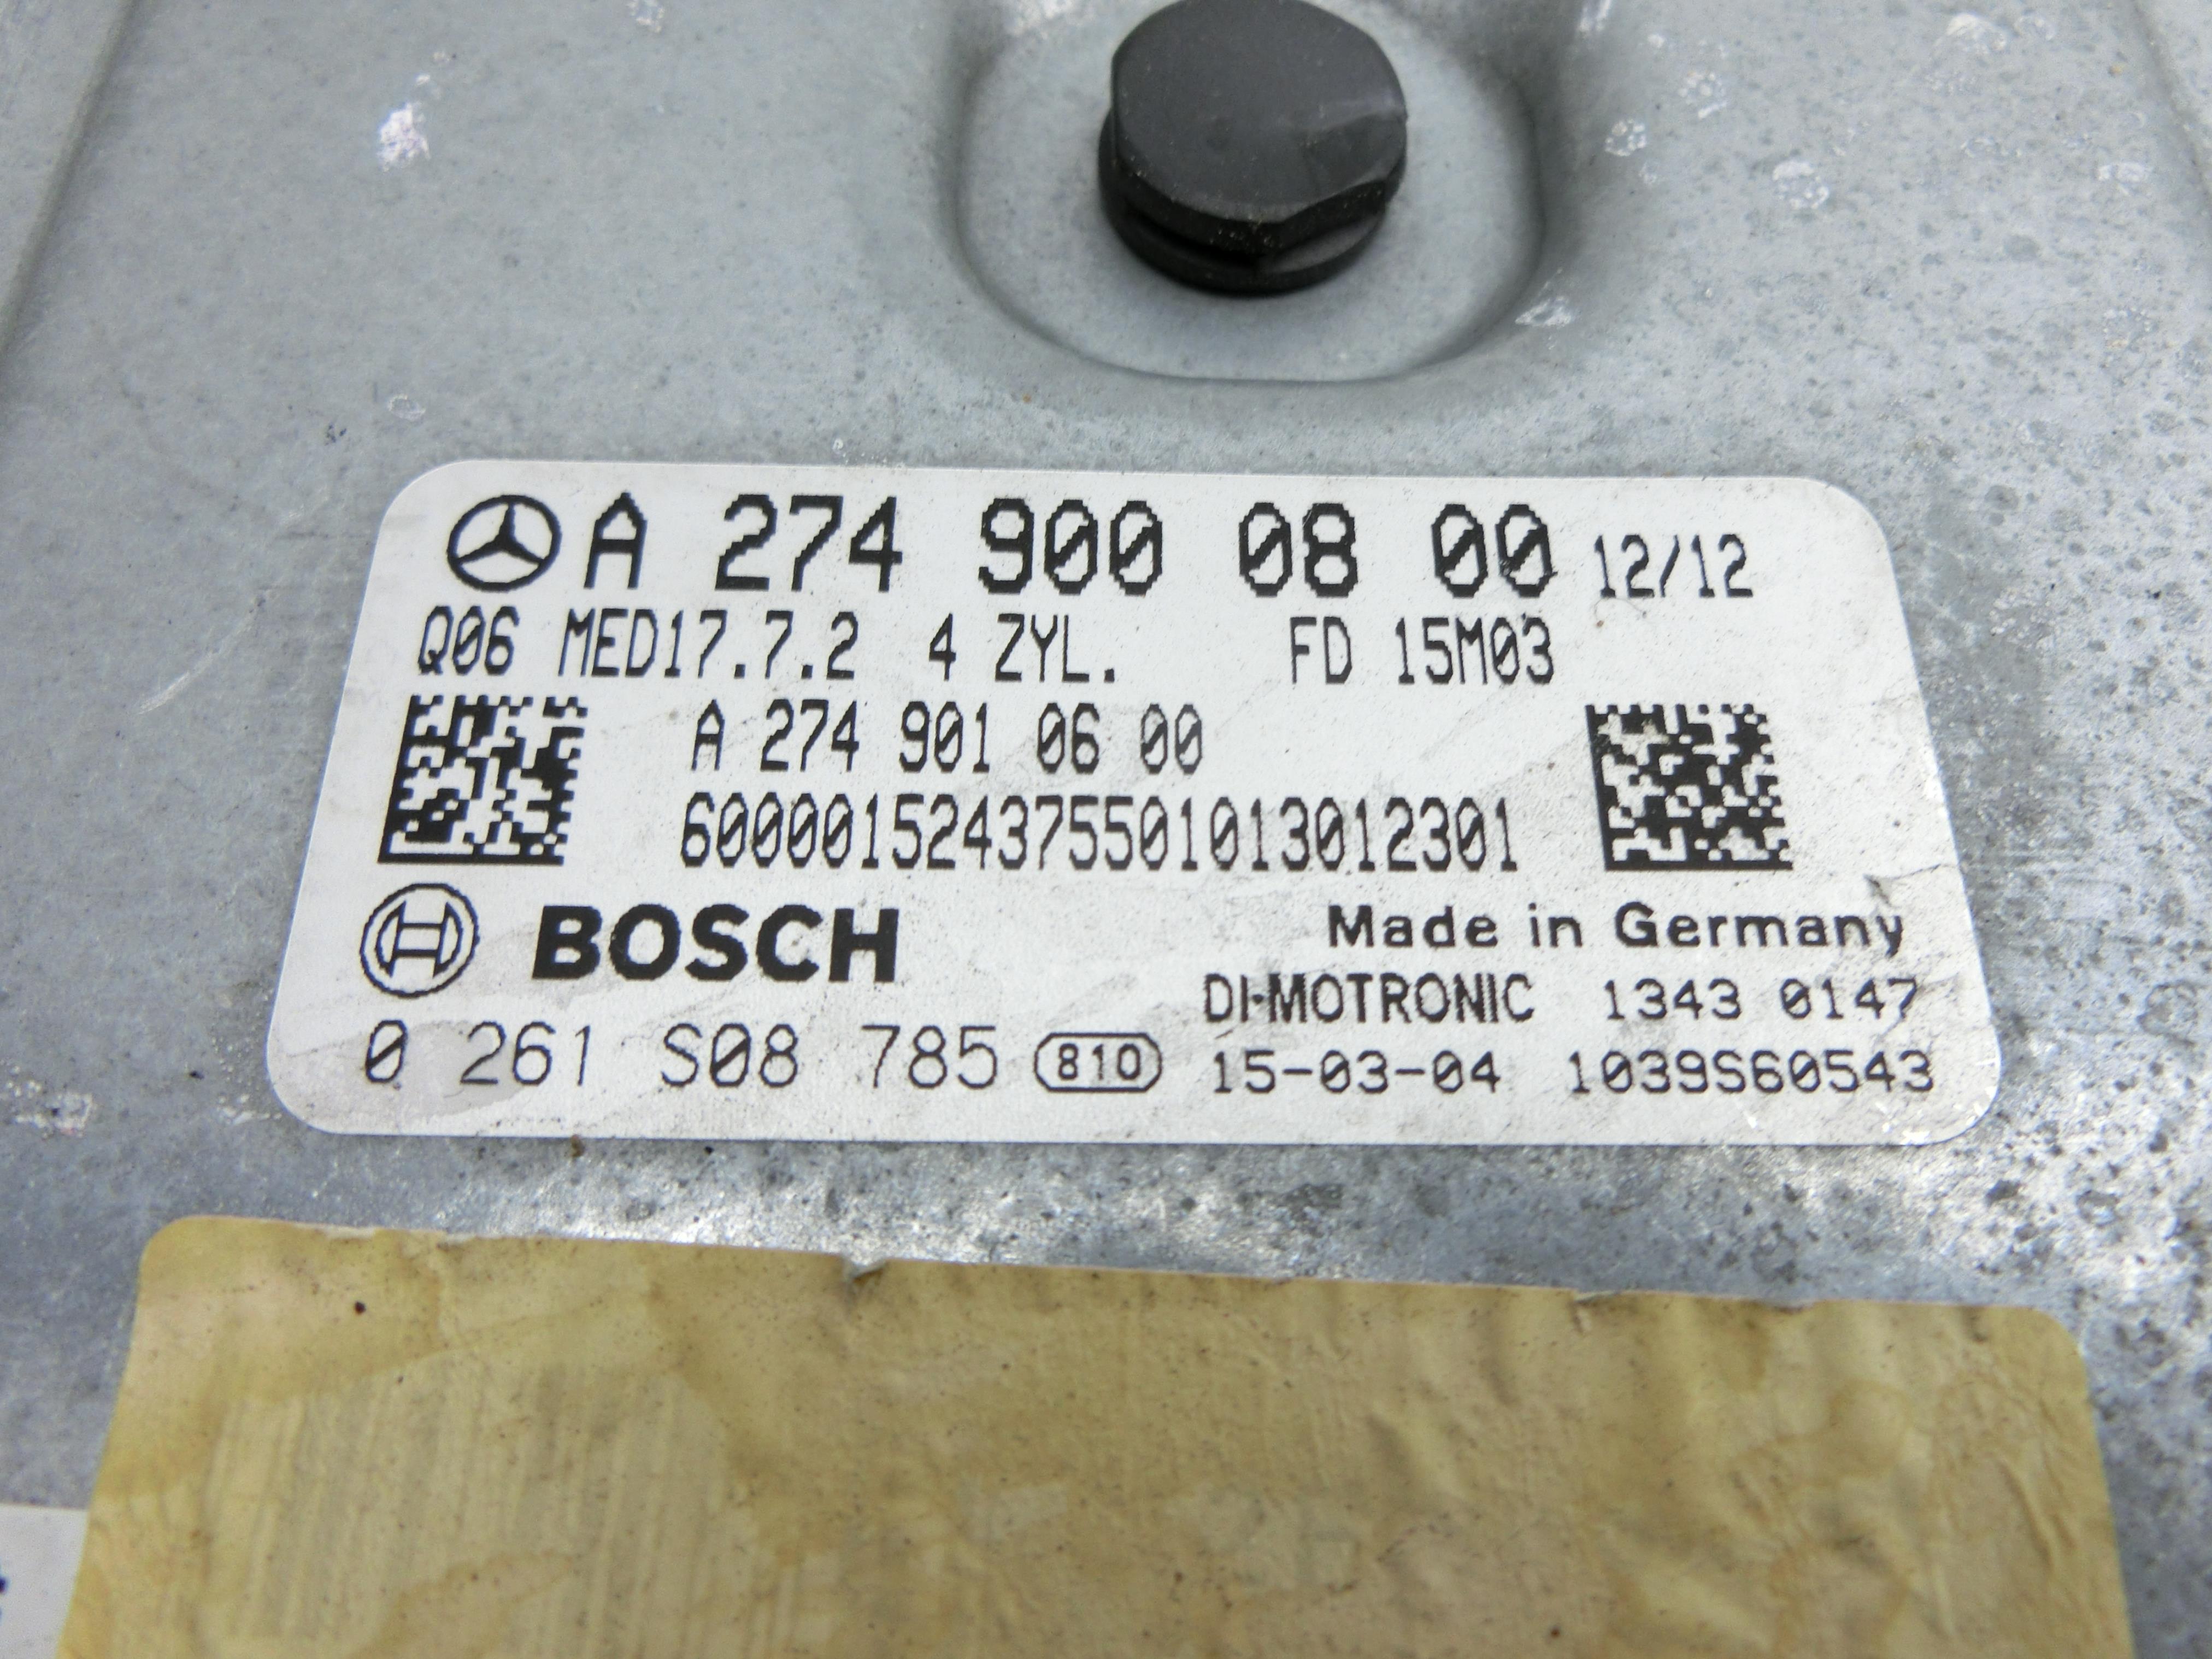 A 274 900 08 00 12/12
Q06 MED17.7.2 4 ZYL. FD 15M03
A 274 901 06 00
600001524375501013012301
BOSCH
Made in Germany
DI-MOTRONIC 1343 0147
0 261 S08 785 810 15-03-04 1039S60543